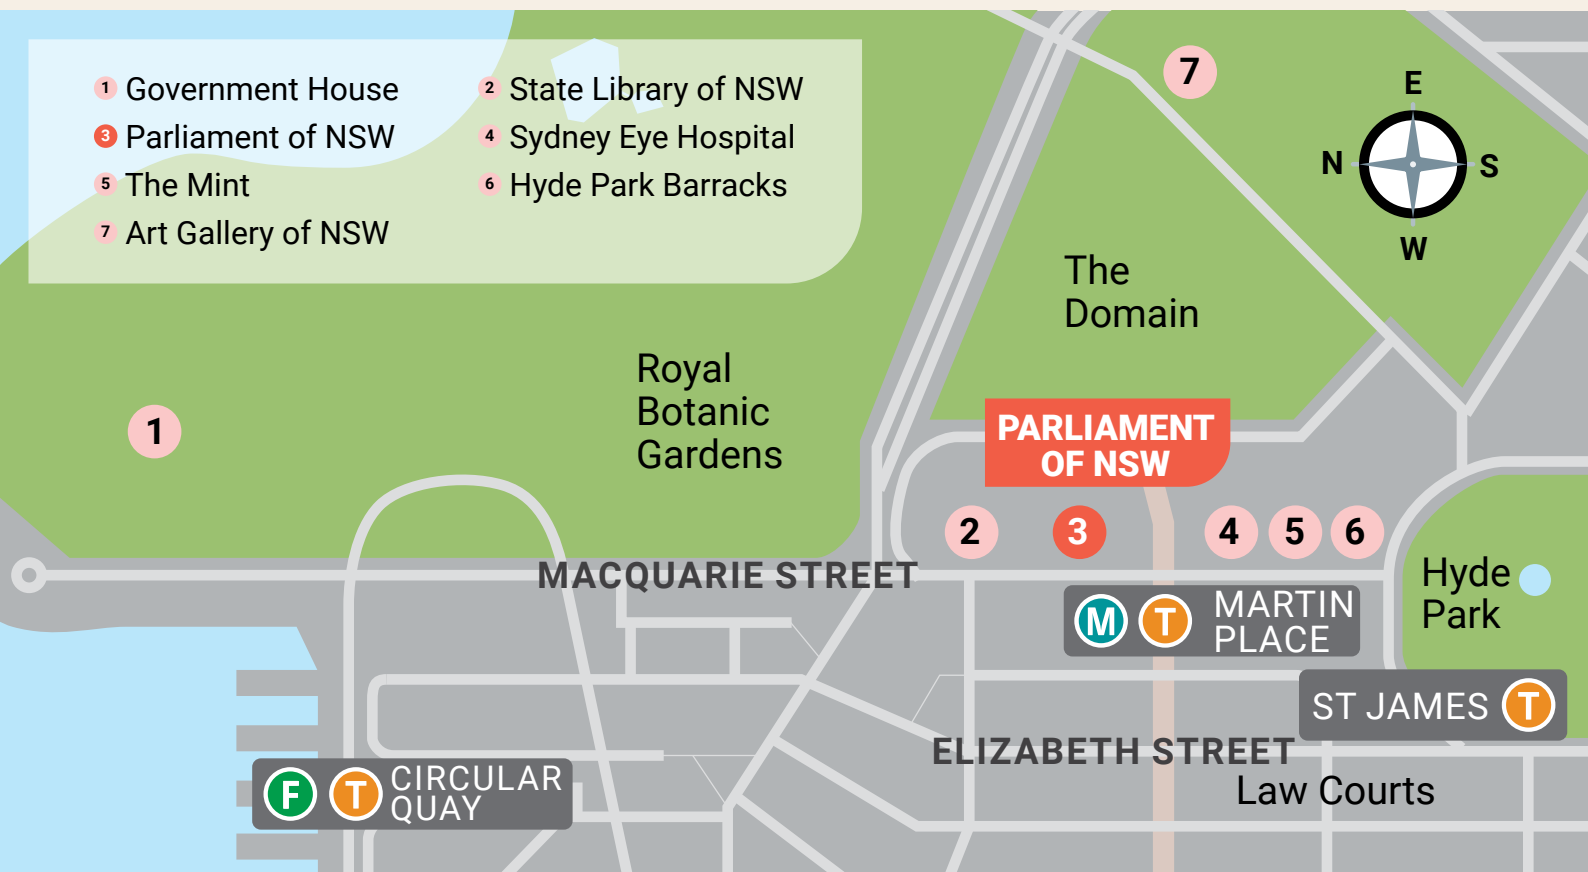 1 Government House
2 State Library of NSW
3 Parliament of NSW
4 Sydney Eye Hospital
5 The Mint
6 Hyde Park Barracks
7 Art Gallery of NSW
7
E
N
S
W
The
Domain
Royal
Botanic
Gardens
1
PARLIAMENT
OF NSW
2
3
4
5
6
MACQUARIE STREET
Hyde
Park
M T MARTIN
PLACE
ST JAMES T
ELIZABETH STREET
Law Courts
F T CIRCULAR
QUAY